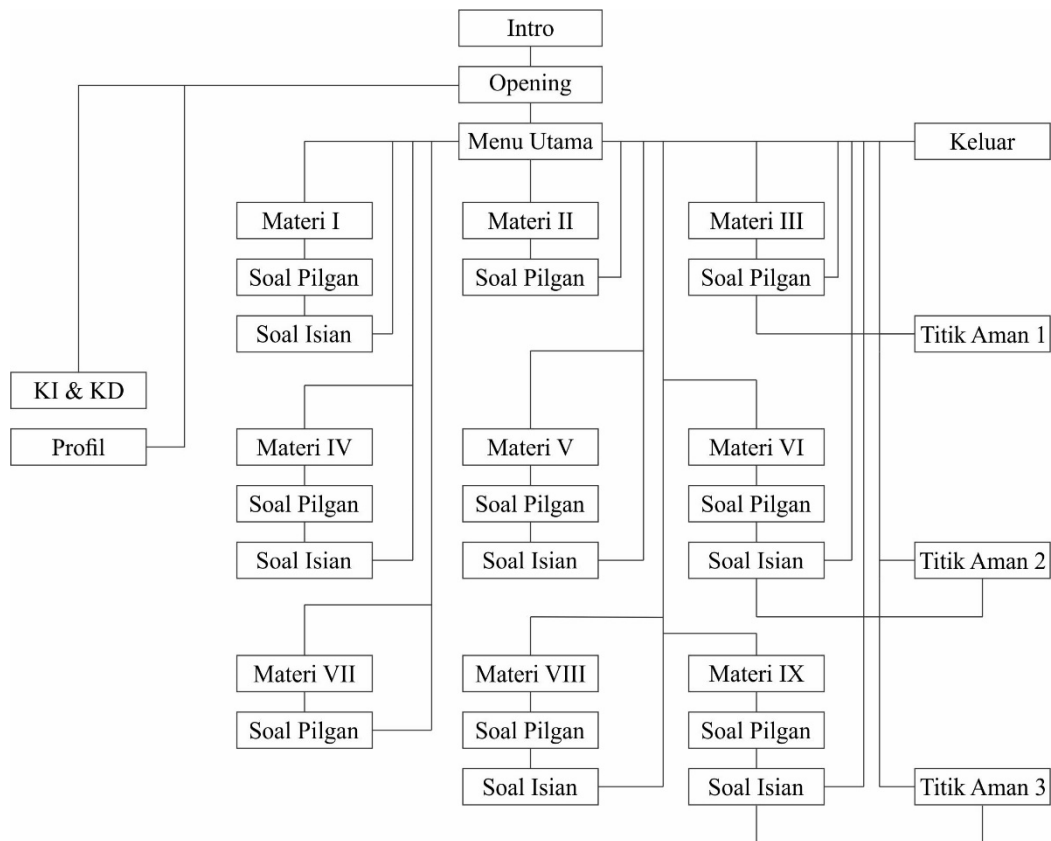 Intro
Opening
Menu Utama
Keluar
Materi I
Materi II
Materi III
Soal Pilgan
Soal Pilgan
Soal Pilgan
Soal Isian
Titik Aman 1
KI & KD
Profil
Materi IV
Materi V
Materi VI
Soal Pilgan
Soal Pilgan
Soal Pilgan
Soal Isian
Soal Isian
Soal Isian
Titik Aman 2
Materi VII
Materi VIII
Materi IX
Soal Pilgan
Soal Pilgan
Soal Pilgan
Soal Isian
Soal Isian
Titik Aman 3